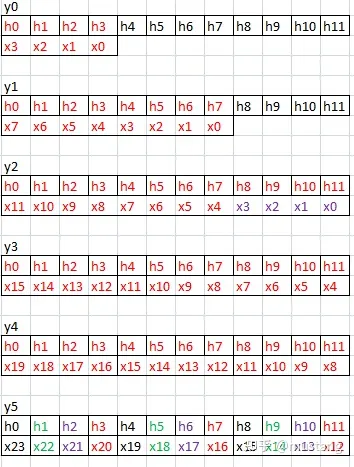 y0
h0 h1 h2 h3 h4 h5 h6 h7 h8 h9 h10 h11
x3 x2 x1 x0
y1
h0 h1 h2 h3 h4 h5 h6 h7 h8 h9 h10 h11
x7 x6 x5 x4 x3 x2 x1 x0
y2
h0 h1 h2 h3 h4 h5 h6 h7 h8 h9 h10 h11
x11 x10 x9 x8 x7 x6 x5 x4 x3 x2 x1 x0
y3
h0 h1 h2 h3 h4 h5 h6 h7 h8 h9 h10 h11
x15 x14 x13 x12 x11 x10 x9 x8 x7 x6 x5 x4
y4
h0 h1 h2 h3 h4 h5 h6 h7 h8 h9 h10 h11
x19 x18 x17 x16 x15 x14 x13 x12 x11 x10 x9 x8
y5
h0 h1 h2 h3 h4 h5 h6 h7 h8 h9 h10 h11
x23 x22 x21 x20 x19 x18 x17 x16 x15 x14 x13 x12